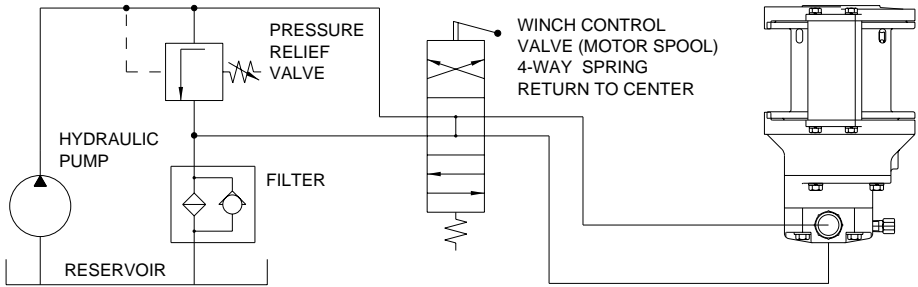 PRESSURE
RELIEF
VALVE
WINCH CONTROL
VALVE (MOTOR SPOOL)
4-WAY SPRING
RETURN TO CENTER
HYDRAULIC
PUMP
FILTER
RESERVOIR